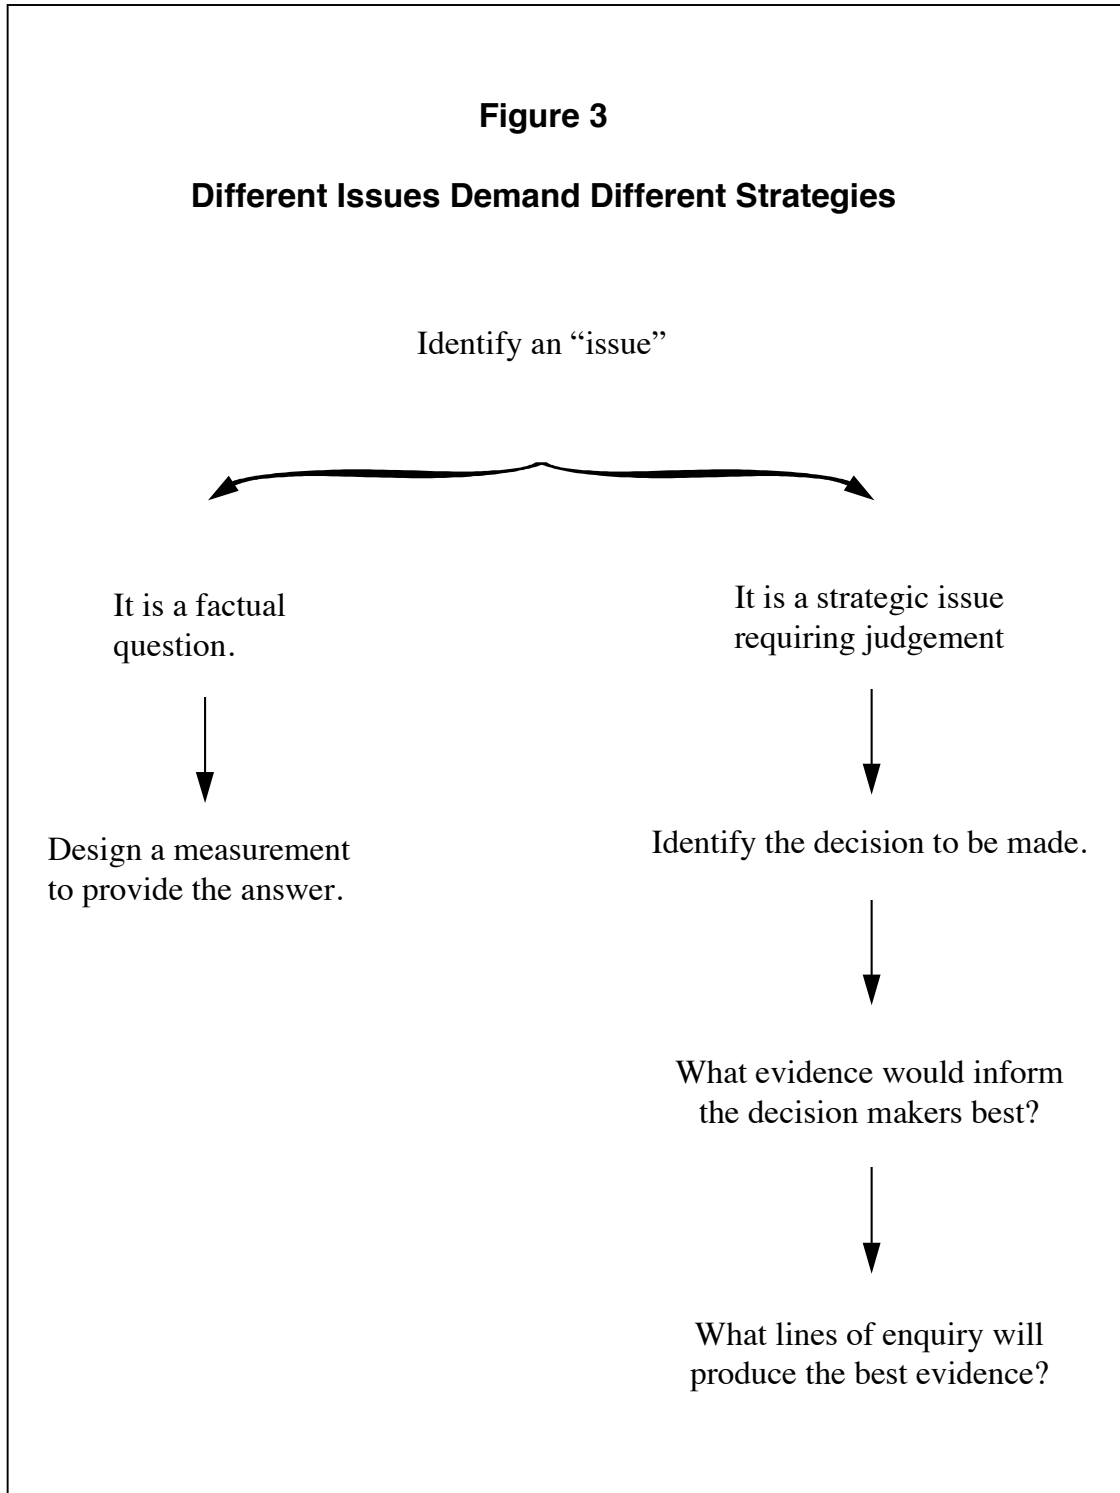 Figure 3
Different Issues Demand Different Strategies
Identify an “issue”
It is a factual
question.
Design a measurement
to provide the answer.
It is a strategic issue
requiring judgement
Identify the decision to be made.
What evidence would inform
the decision makers best?
What lines of enquiry will
produce the best evidence?